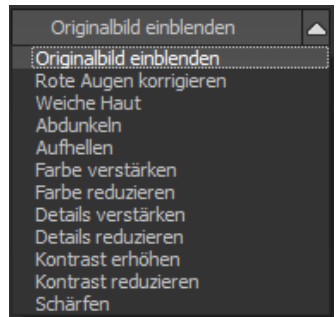 Originalbild einblenden
Originalbild einblenden
Rote Augen korrigieren
Weiche Haut
Abdunkeln
Aufhellen
Farbe verstärken
Farbe reduzieren
Details verstärken
Details reduzieren
Kontrast erhöhen
Kontrast reduzieren
Schärfen